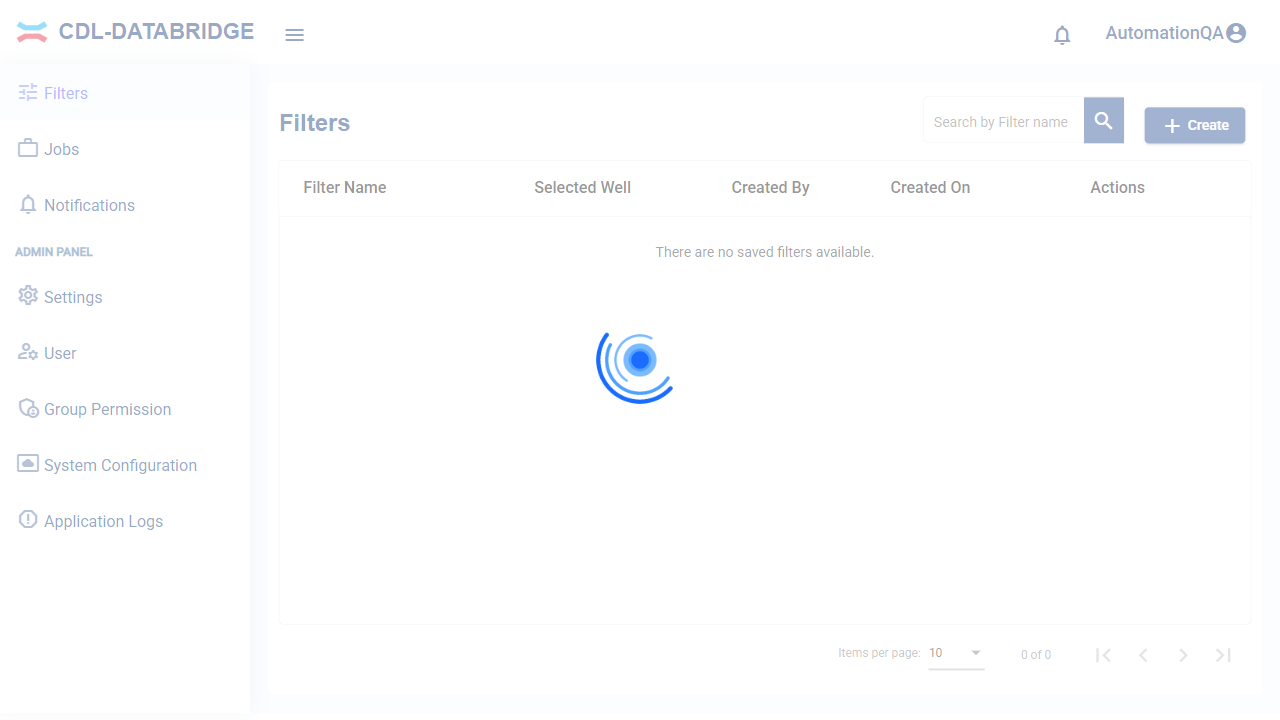 CDL-DATABRIDGE
AutomationQA
Filters
Jobs
Notifications
ADMIN PANEL
Settings
User
Group Permission
System Configuration
Application Logs
Filters
Search by Filter name
Create
Filter Name Selected Well Created By Created On Actions
There are no saved filters available.
Items per page: 10 0 of 0